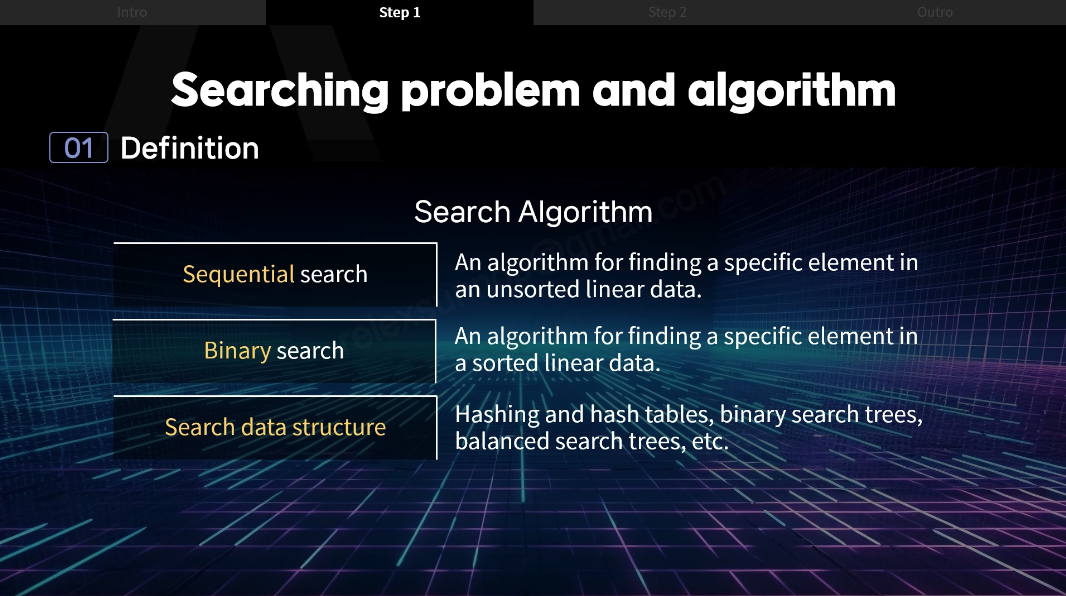 Intro
Step 1
Step 2
Outro
Searching problem and algorithm
01 Definition
Search Algorithm
Sequential search
An algorithm for finding a specific element in
an unsorted linear data.
Binary search
An algorithm for finding a specific element in
a sorted linear data.
Search data structure
Hashing and hash tables, binary search trees,
balanced search trees, etc.